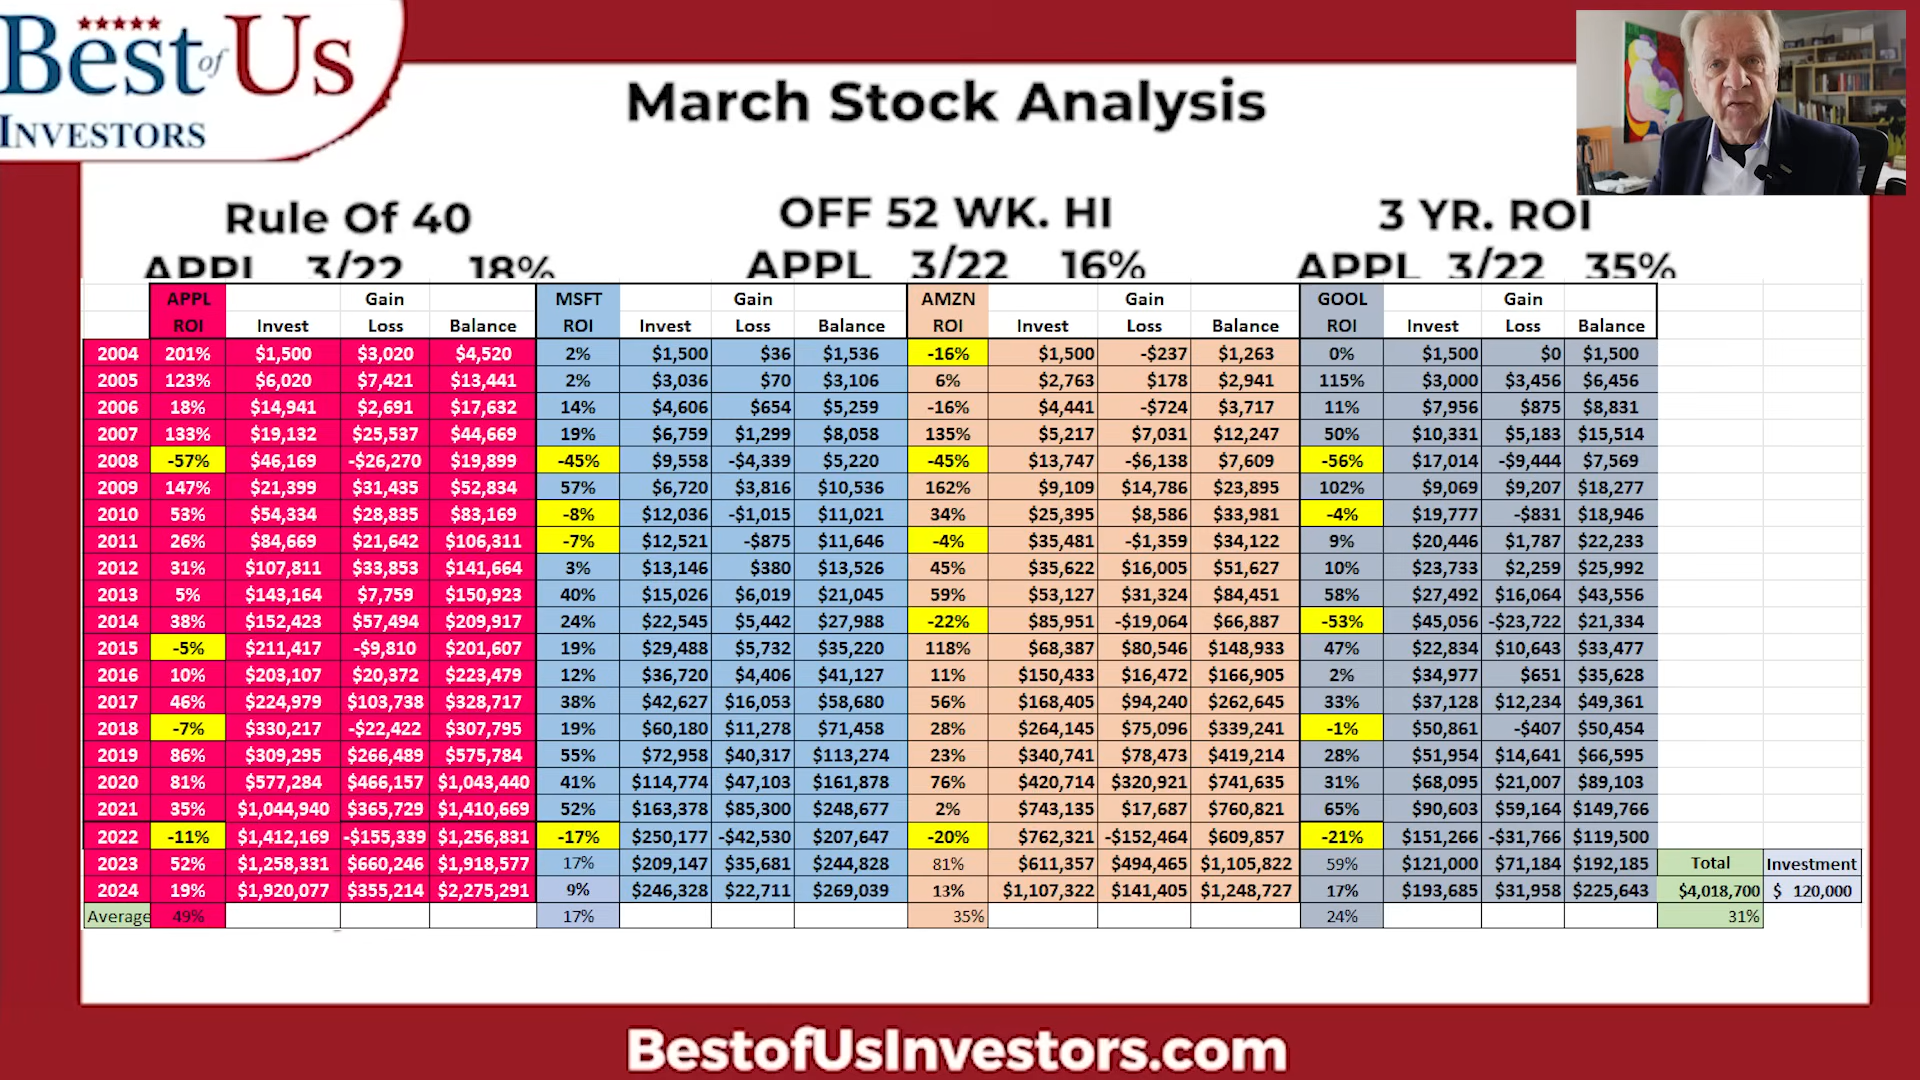 Best of Us
INVESTORS
March Stock Analysis
Rule Of 40 OFF 52 WK. HI 3 YR. ROI
APPL 3/22 18% APPL 3/22 16% APPL 3/22 35%
APPL Gain MSFT Gain AMZN Gain GOOL Gain
ROI Invest Loss Balance ROI Invest Loss Balance ROI Invest Loss Balance ROI Invest Loss Balance
2004 201% $1,500 $3,020 $4,520 2% $1,500 $36 $1,536 -16% $1,500 -$237 $1,263 0% $1,500 $0 $1,500
2005 123% $6,020 $7,421 $13,441 2% $3,036 $70 $3,106 6% $2,763 $178 $2,941 115% $3,000 $3,456 $6,456
2006 18% $14,941 $2,691 $17,632 14% $4,606 $654 $5,259 -16% $4,441 -$724 $3,717 11% $7,956 $875 $8,831
2007 133% $19,132 $25,537 $44,669 19% $6,759 $1,299 $8,058 135% $5,217 $7,031 $12,247 50% $10,331 $5,183 $15,514
2008 -57% $46,169 -$26,270 $19,899 -45% $9,558 -$4,339 $5,220 -45% $13,747 -$6,138 $7,609 -56% $17,014 -$9,444 $7,569
2009 147% $21,399 $31,435 $52,834 57% $6,720 $3,816 $10,536 162% $9,109 $14,786 $23,895 102% $9,069 $9,207 $18,277
2010 53% $54,334 $28,835 $83,169 -8% $12,036 -$1,015 $11,021 34% $25,395 $8,586 $33,981 -4% $19,777 -$831 $18,946
2011 26% $84,669 $21,642 $106,311 -7% $12,521 -$875 $11,646 -4% $35,481 -$1,359 $34,122 9% $20,446 $1,787 $22,233
2012 31% $107,811 $33,853 $141,664 3% $13,146 $380 $13,526 45% $35,622 $16,005 $51,627 10% $23,733 $2,259 $25,992
2013 5% $143,164 $7,759 $150,923 40% $15,026 $6,019 $21,045 59% $53,127 $31,324 $84,451 58% $27,492 $16,064 $43,556
2014 38% $152,423 $57,494 $209,917 24% $22,545 $5,442 $27,988 -22% $85,951 -$19,064 $66,887 -53% $45,056 -$23,722 $21,334
2015 -5% $211,417 -$9,810 $201,607 19% $29,488 $5,732 $35,220 118% $68,387 $80,546 $148,933 47% $22,834 $10,643 $33,477
2016 10% $203,107 $20,372 $223,479 12% $36,720 $4,406 $41,127 11% $150,433 $16,472 $166,905 2% $34,977 $651 $35,628
2017 46% $224,979 $103,738 $328,717 38% $42,627 $16,053 $58,680 56% $168,405 $94,240 $262,645 33% $37,128 $12,234 $49,361
2018 -7% $330,217 -$22,422 $307,795 19% $60,180 $11,278 $71,458 28% $264,145 $75,096 $339,241 -1% $50,861 -$407 $50,454
2019 86% $309,295 $266,489 $575,784 55% $72,958 $40,317 $113,274 23% $340,741 $78,473 $419,214 28% $51,954 $14,641 $66,595
2020 81% $577,284 $466,157 $1,043,440 41% $114,774 $47,103 $161,878 76% $420,714 $320,921 $741,635 31% $68,095 $21,007 $89,103
2021 35% $1,044,940 $365,729 $1,410,669 52% $163,378 $85,300 $248,677 2% $743,135 $17,687 $760,821 65% $90,603 $59,164 $149,766
2022 -11% $1,412,169 -$155,339 $1,256,831 -17% $250,177 -$42,530 $207,647 -20% $762,321 -$152,464 $609,857 -21% $151,266 -$31,766 $119,500
2023 52% $1,258,331 $660,246 $1,918,577 17% $209,147 $35,681 $244,828 81% $611,357 $494,465 $1,105,822 59% $121,000 $71,184 $192,185 Total Investment
2024 19% $1,920,077 $355,214 $2,275,291 9% $246,328 $22,711 $269,039 13% $1,107,322 $141,405 $1,248,727 17% $193,685 $31,958 $225,643 $4,018,700 $ 120,000
Average 49% 17% 35% 24% 31%
BestofUsInvestors.com